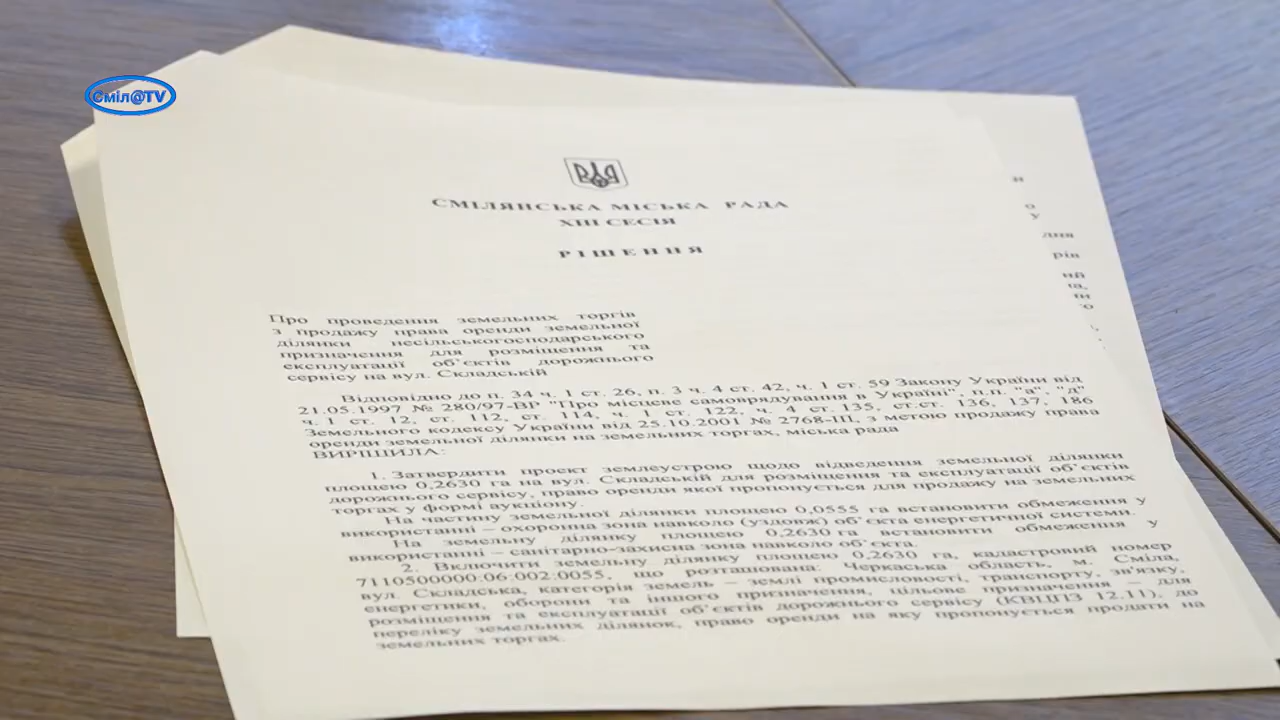 Сміл@TV
СМІЛЯНСЬКА МІСЬКА РАДА
ХІІІ СЕСІЯ
РІШЕННЯ
Про проведення земельних торгів
з продажу права оренди земельної
ділянки несільськогосподарського
призначення для розміщення та
експлуатації об'єктів дорожнього
сервісу на вул. Складській
Відповідно до п. 34 ч. 1 ст. 26, п. 3 ч. 4 ст. 42, ч. 1 ст. 59 Закону України від
21.05.1997 № 280/97-ВР "Про місцеве самоврядування в Україні", п.п. "а", "д"
ч. 1 ст. 12, ст. 112, ст. 114, ч. 1 ст. 122, ч. 4 ст. 135, ст.ст. 136, 137, 186
Земельного кодексу України від 25.10.2001 № 2768-ІІІ, з метою продажу права
оренди земельної ділянки на земельних торгах, міська рада
ВИРІШИЛА:
1. Затвердити проект землеустрою щодо відведення земельної ділянки
площею 0,2630 га на вул. Складській для розміщення та експлуатації об'єктів
дорожнього сервісу, право оренди якої пропонується для продажу на земельних
торгах у формі аукціону.
На частину земельної ділянки площею 0,0555 га встановити обмеження у
використанні – охоронна зона навколо (уздовж) об'єкта енергетичної системи.
На земельну ділянку площею 0,2630 га встановити обмеження у
використанні – санітарно-захисна зона навколо об'єкта.
2. Включити земельну ділянку площею 0,2630 га, кадастровий номер
7110500000:06:002:0055, що розташована: Черкаська область, м. Сміла,
вул. Складська, категорія земель – землі промисловості, транспорту, зв'язку,
енергетики, оборони та іншого призначення, цільове призначення – для
розміщення та експлуатації об'єктів дорожнього сервісу (КВЦПЗ 12.11), до
переліку земельних ділянок, право оренди на яку пропонується продати на
земельних торгах.